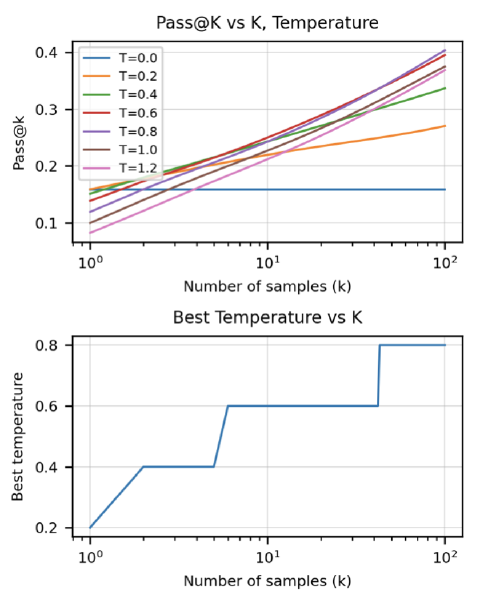 Pass@K vs K, Temperature
Pass@k
0.4
0.3
0.2
0.1
T=0.0
T=0.2
T=0.4
T=0.6
T=0.8
T=1.0
T=1.2
10⁰ 10¹ 10²
Number of samples (k)
Best Temperature vs K
Best temperature
0.8
0.6
0.4
0.2
10⁰ 10¹ 10²
Number of samples (k)